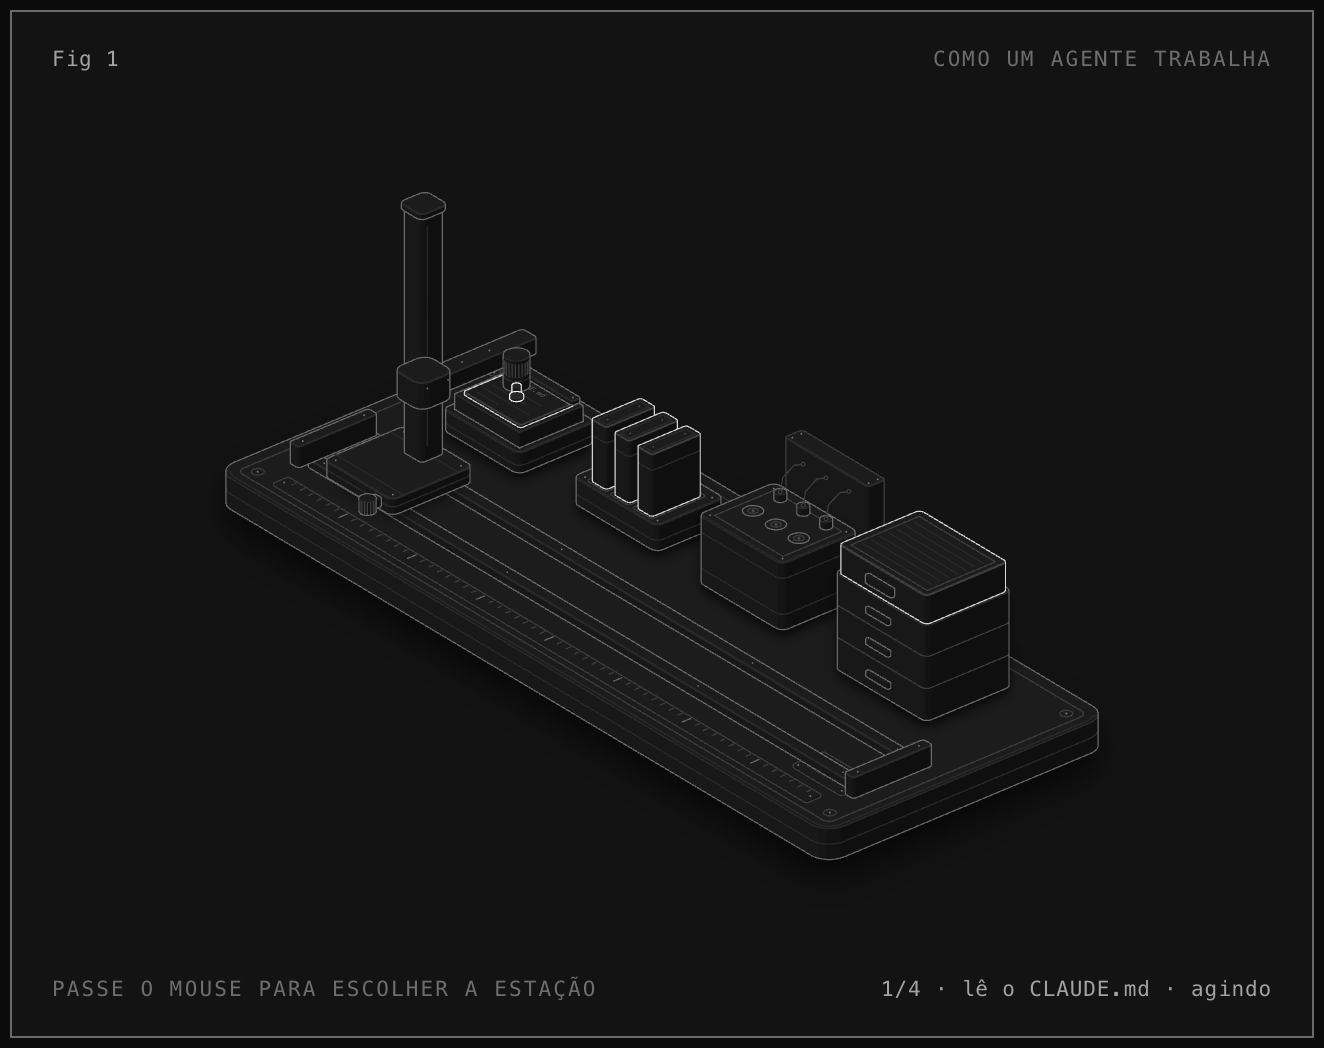 Fig 1
COMO UM AGENTE TRABALHA
PASSE O MOUSE PARA ESCOLHER A ESTAÇÃO
1/4 · lê o CLAUDE.md · agindo